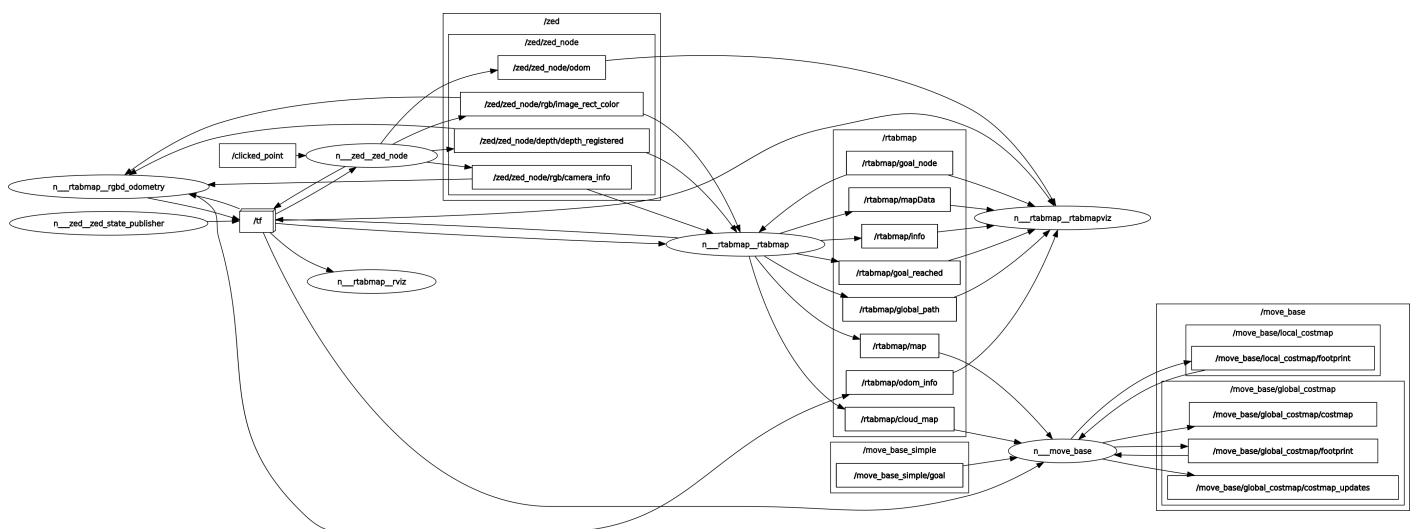 /zed
/zed/zed_node
/zed/zed_node/odom
/zed/zed_node/rgb/image_rect_color
/zed/zed_node/depth/depth_registered
/zed/zed_node/rgb/camera_info
/clicked_point
n___zed__zed_node
n___rtabmap__rgbd_odometry
n___zed__zed_state_publisher
/tf
n___rtabmap__rviz
n___rtabmap__rtabmap
/rtabmap
/rtabmap/goal_node
/rtabmap/mapData
/rtabmap/info
/rtabmap/goal_reached
/rtabmap/global_path
/rtabmap/map
/rtabmap/odom_info
/rtabmap/cloud_map
n___rtabmap__rtabmapviz
/move_base_simple
/move_base_simple/goal
n___move_base
/move_base
/move_base/local_costmap
/move_base/local_costmap/footprint
/move_base/global_costmap
/move_base/global_costmap/costmap
/move_base/global_costmap/footprint
/move_base/global_costmap/costmap_updates